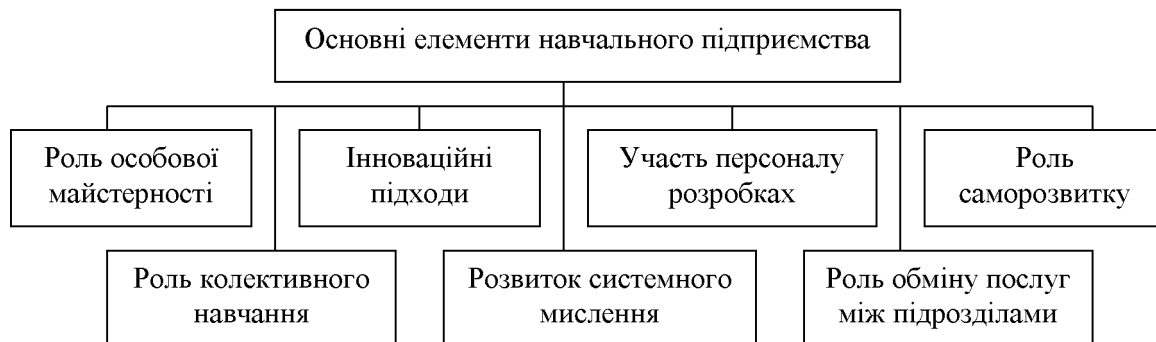 Основні елементи навчального підприємства
Роль особової
майстерності
Інноваційні
підходи
Участь персоналу
розробках
Роль
саморозвитку
Роль колективного
навчання
Розвиток системного
мислення
Роль обміну послуг
між підрозділами